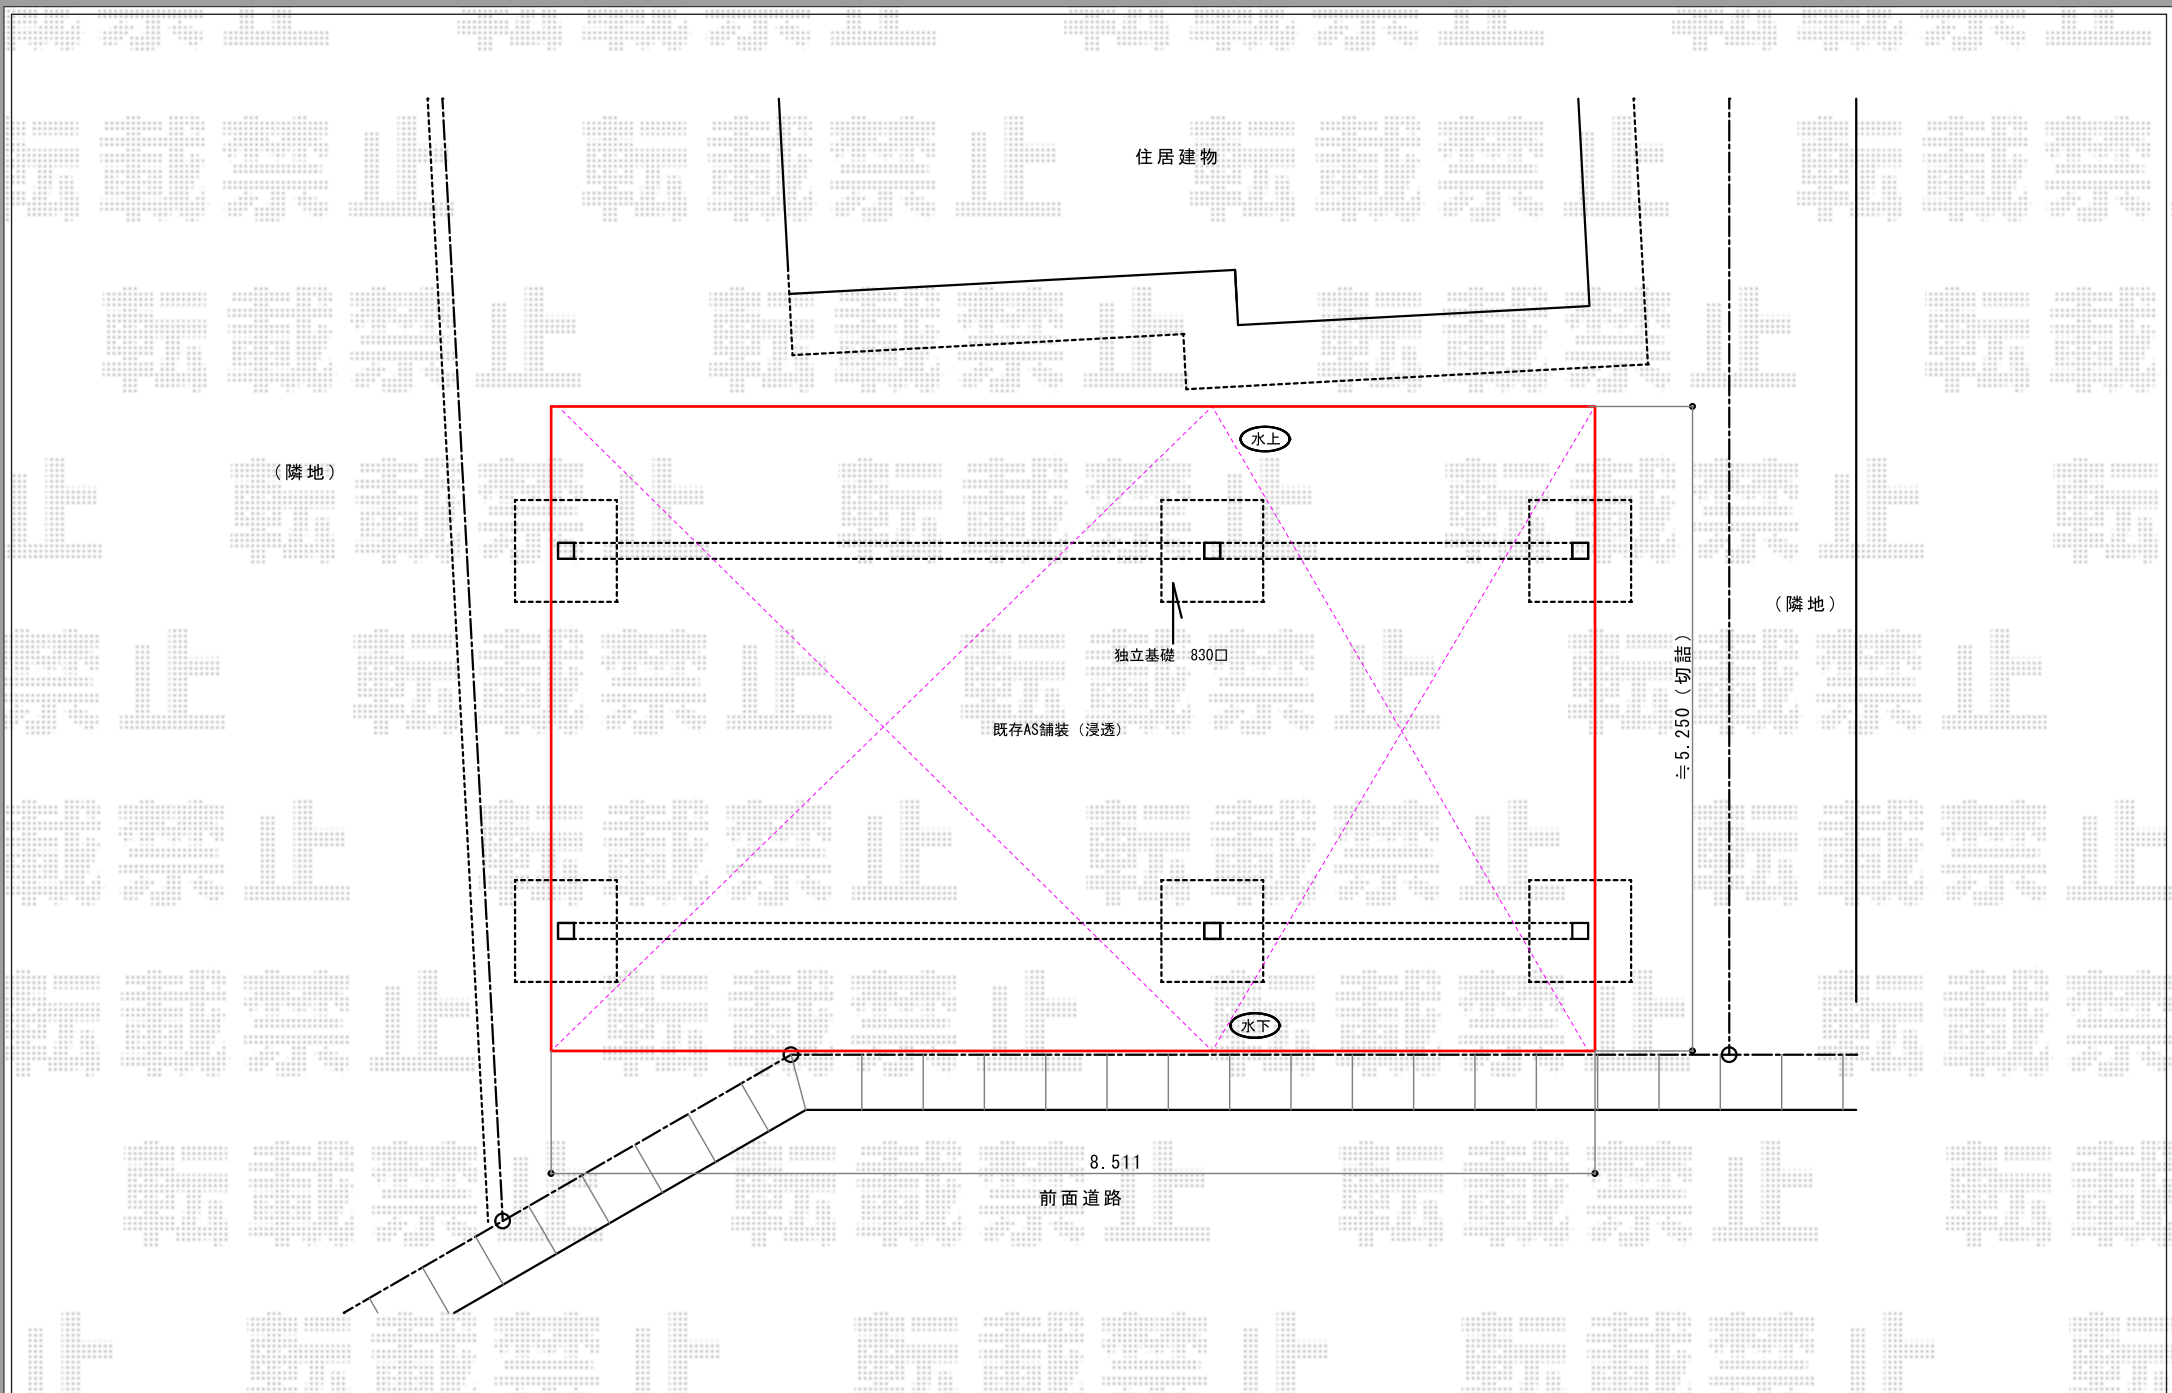 転載禁止
住居建物
水上
（隣地）
（隣地）
独立基礎　830□
≒5.250（切詰）
既存AS舗装（浸透）
水下
8.511
前面道路